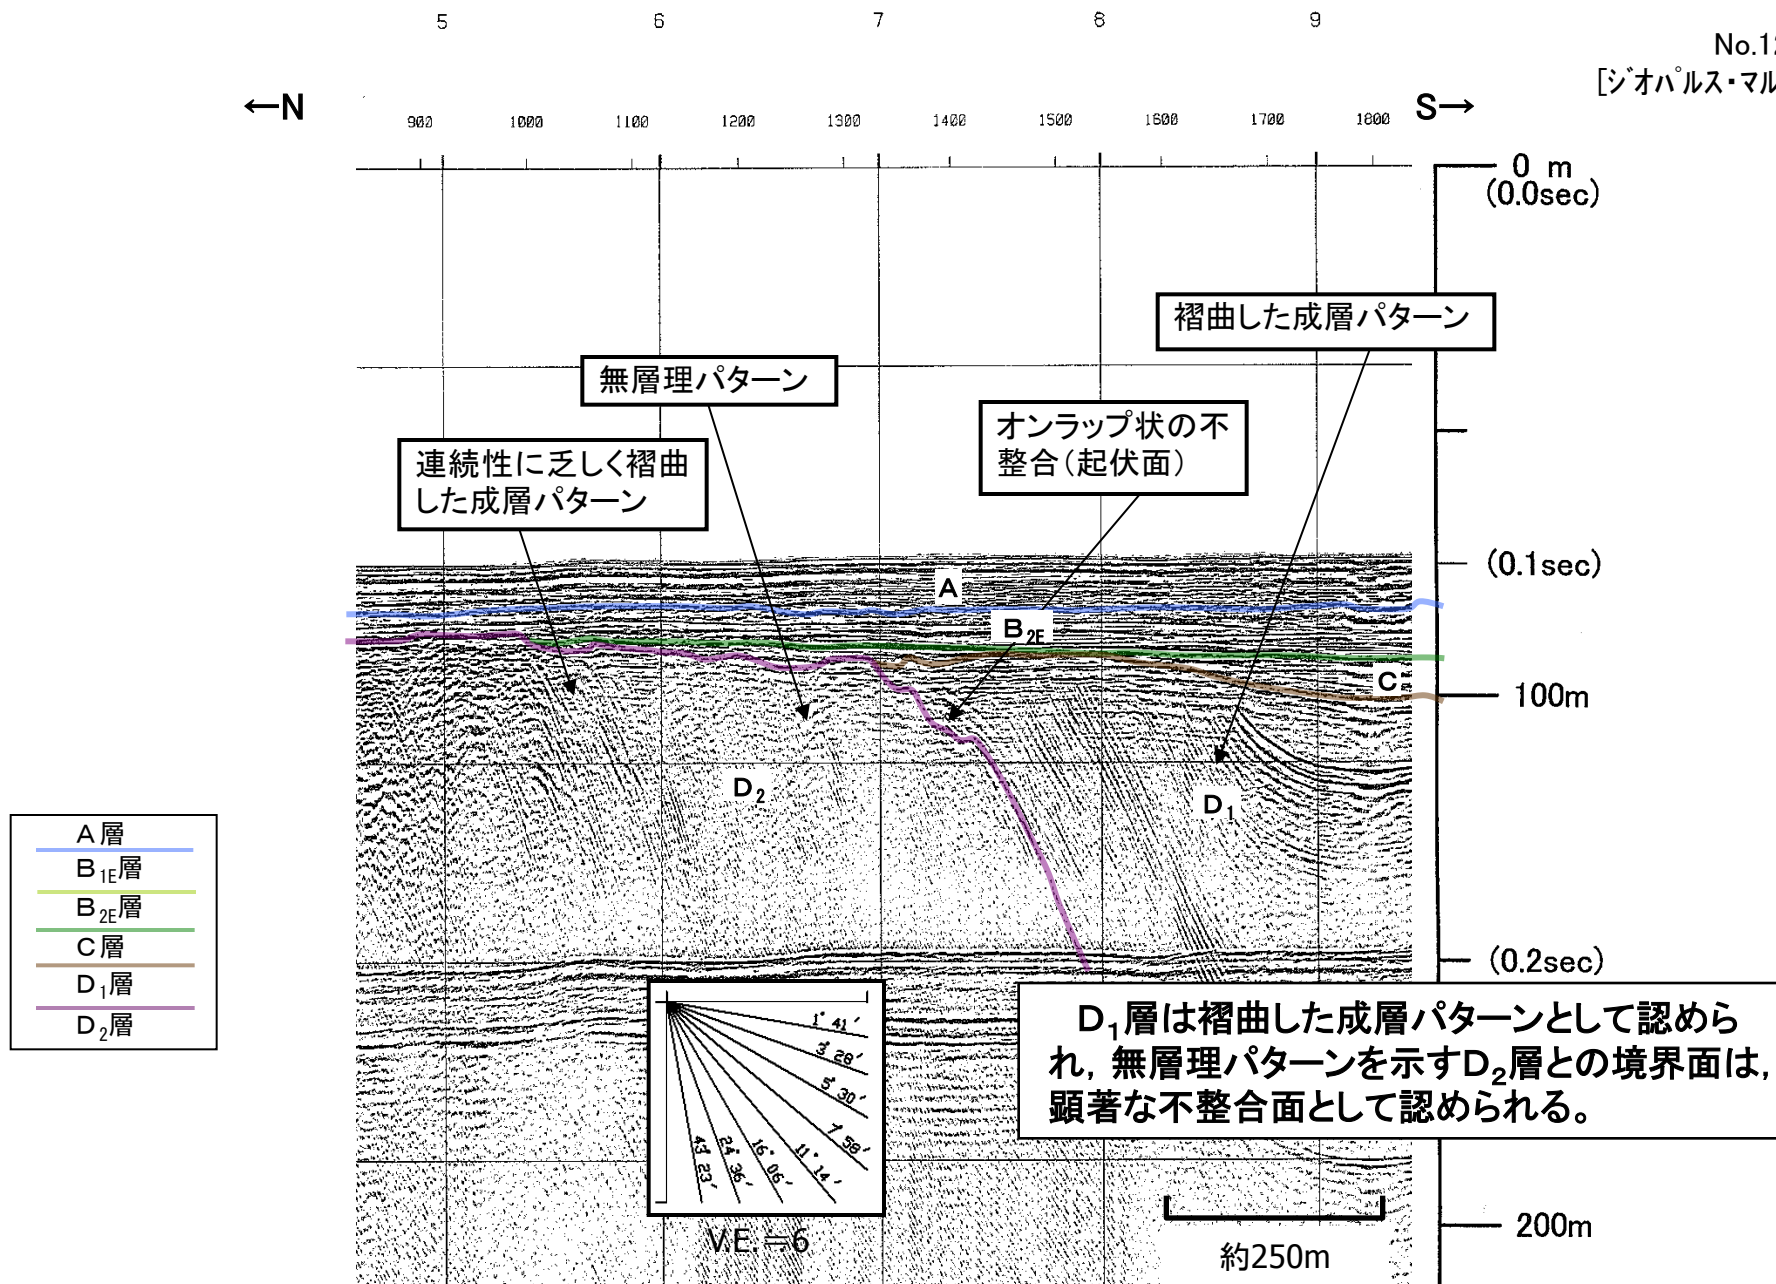 5 6 7 8 9
No.12
[ジオパルス・マル
←N
S→
900 1000 1100 1200 1300 1400 1500 1600 1700 1800
0 m
(0.0sec)
褶曲した成層パターン
無層理パターン
オンラップ状の不
整合(起伏面)
連続性に乏しく褶曲
した成層パターン
(0.1sec)
A
B2E
C
100m
D2
D1
A層
B1E層
B2E層
C層
D1層
D2層
(0.2sec)
1° 41′
3° 28′
5° 30′
7° 58′
11° 14′
16° 06′
24° 36′
43° 23′
V.E.≒6
D1層は褶曲した成層パターンとして認めら
れ，無層理パターンを示すD2層との境界面は，
顕著な不整合面として認められる。
約250m
200m